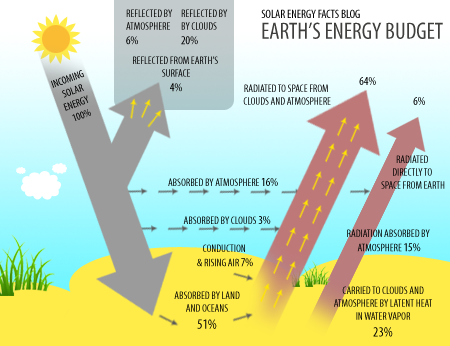 SOLAR ENERGY FACTS BLOG
EARTH'S ENERGY BUDGET
REFLECTED BY
ATMOSPHERE
6%
REFLECTED BY
BY CLOUDS
20%
REFLECTED FROM EARTH'S
SURFACE
4%
INCOMING
SOLAR
ENERGY
100%
RADIATED TO SPACE FROM
CLOUDS AND ATMOSPHERE
64%
6%
RADIATED
DIRECTLY TO
SPACE FROM EARTH
ABSORBED BY ATMOSPHERE 16%
ABSORBED BY CLOUDS 3%
CONDUCTION
& RISING AIR 7%
RADIATION ABSORBED BY
ATMOSPHERE 15%
ABSORBED BY LAND
AND OCEANS
51%
CARRIED TO CLOUDS AND
ATMOSPHERE BY LATENT HEAT
IN WATER VAPOR
23%